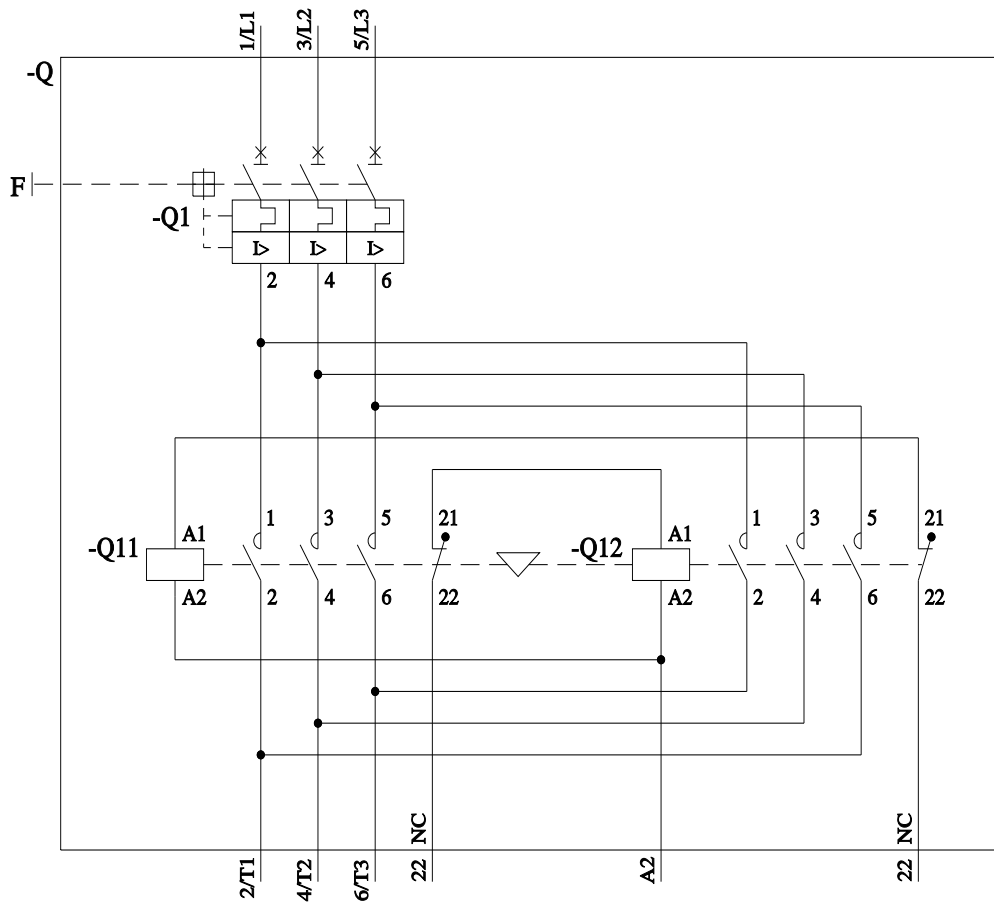 1/L1 3/L2 5/L3
-Q
F
-Q1
I> I> I>
2 4 6
1 3 5 21 1 3 5 21
-Q11 A1 -Q12 A1
A2 2 4 6 22 A2 2 4 6 22
NC NC
2/T1 4/T2 6/T3 22 A2 22